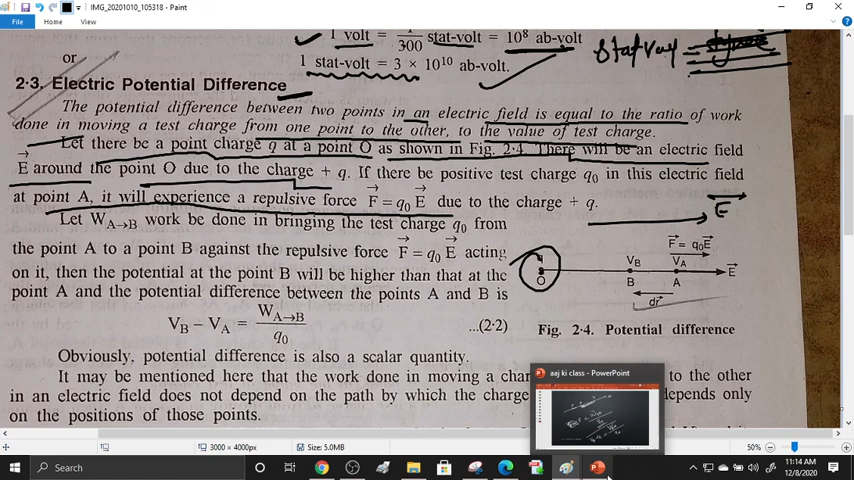 IMG_20201010_105318 - Paint
File Home View
1 volt = 1/300 stat-volt = 10⁸ ab-volt
1 stat-volt = 3 × 10¹⁰ ab-volt.
or
2·3. Electric Potential Difference
The potential difference between two points in an electric field is equal to the ratio of work
done in moving a test charge from one point to the other, to the value of test charge.
Let there be a point charge q at a point O as shown in Fig. 2·4. There will be an electric field
E⃗ around the point O due to the charge + q. If there be positive test charge q₀ in this electric field
at point A, it will experience a repulsive force F⃗ = q₀ E⃗ due to the charge + q.
E⃗
Let W_A→B work be done in bringing the test charge q₀ from
the point A to a point B against the repulsive force F⃗ = q₀ E⃗ acting
on it, then the potential at the point B will be higher than that at the
point A and the potential difference between the points A and B is
V_B − V_A = W_A→B / q₀ ...(2·2)
F⃗ = q₀E⃗
q V_B V_A
E⃗
O B A
dr⃗
Fig. 2·4. Potential difference
Obviously, potential difference is also a scalar quantity.
It may be mentioned here that the work done in moving a char to the other
in an electric field does not depend on the path by which the charge depends only
on the positions of those points.
aaj ki class - PowerPoint
3000 × 4000px Size: 5.0MB 50%
Search
11:14 AM
12/8/2020